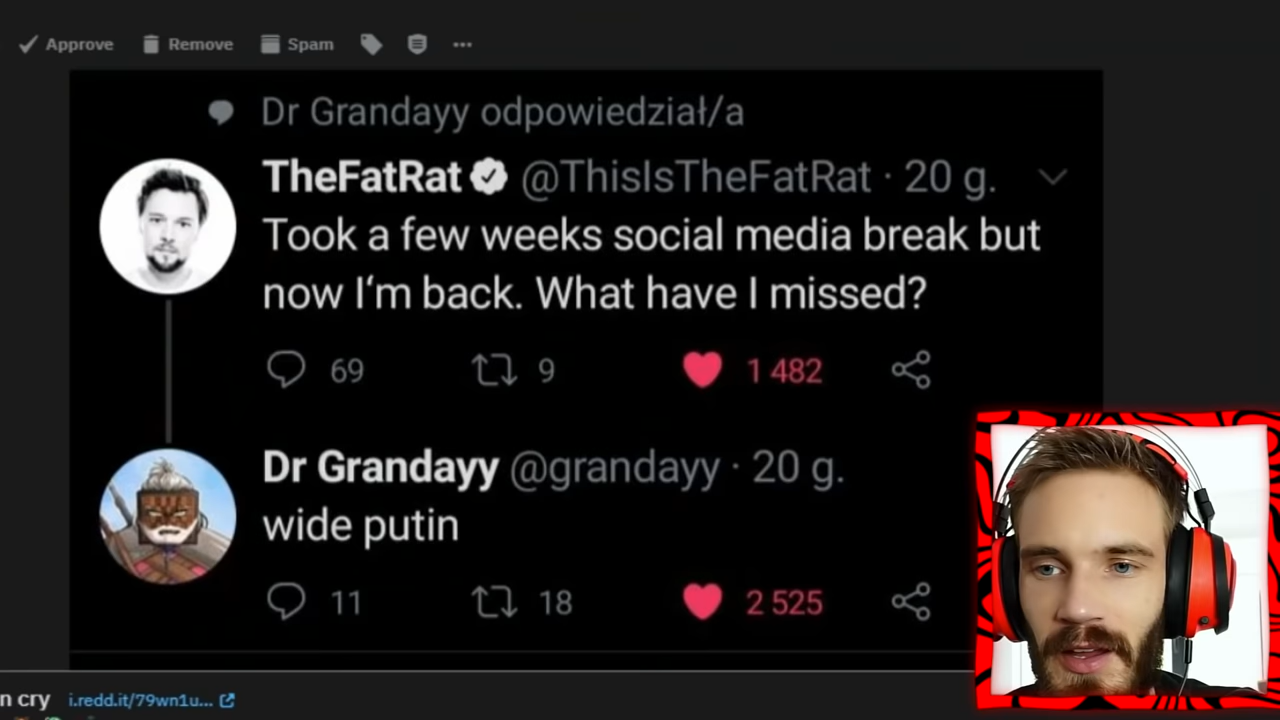 Approve Remove Spam
Dr Grandayy odpowiedział/a
TheFatRat @ThisIsTheFatRat · 20 g.
Took a few weeks social media break but
now I‘m back. What have I missed?
69 9 1 482
Dr Grandayy @grandayy · 20 g.
wide putin
11 18 2 525
n cry i.redd.it/79wn1u...